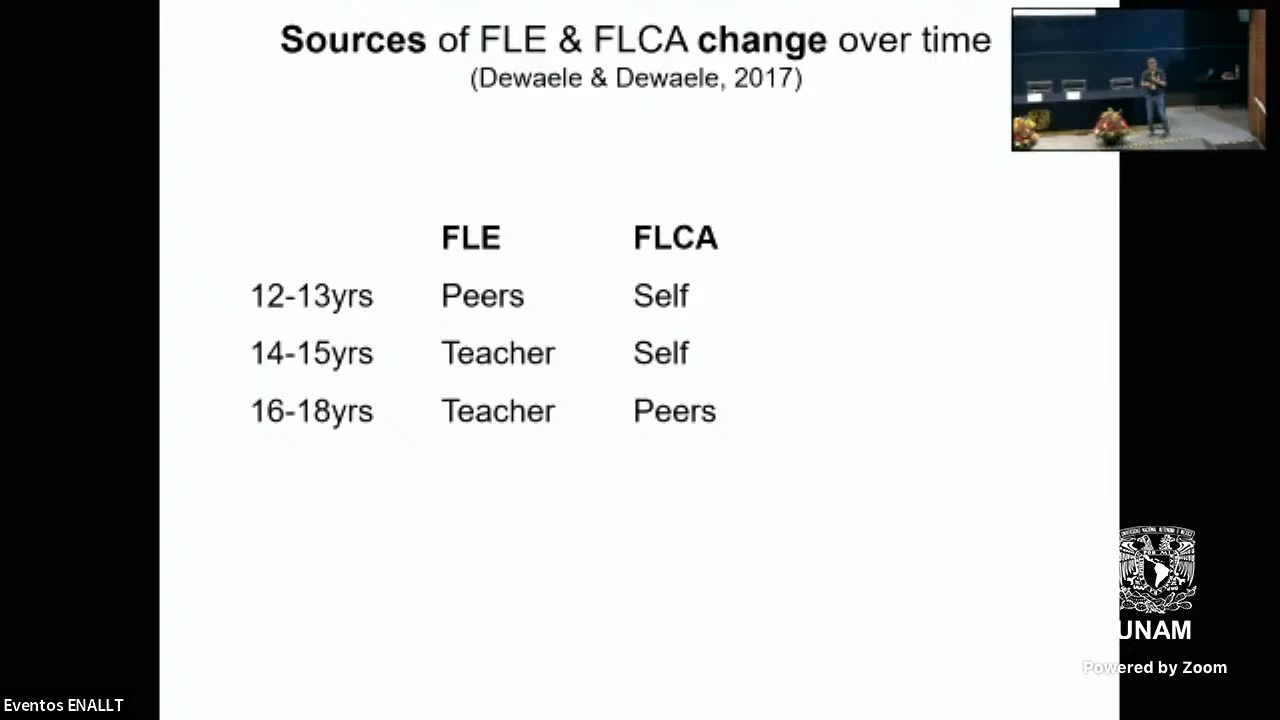 Sources of FLE & FLCA change over time
(Dewaele & Dewaele, 2017)
FLE FLCA
12-13yrs Peers Self
14-15yrs Teacher Self
16-18yrs Teacher Peers
UNAM
Powered by Zoom
Eventos ENALLT